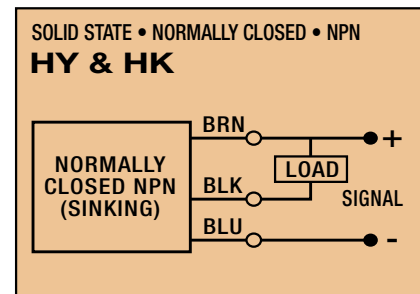 SOLID STATE • NORMALLY CLOSED • NPN
HY & HK
BRN
+
NORMALLY
CLOSED NPN
(SINKING)
LOAD
BLK
SIGNAL
BLU
-